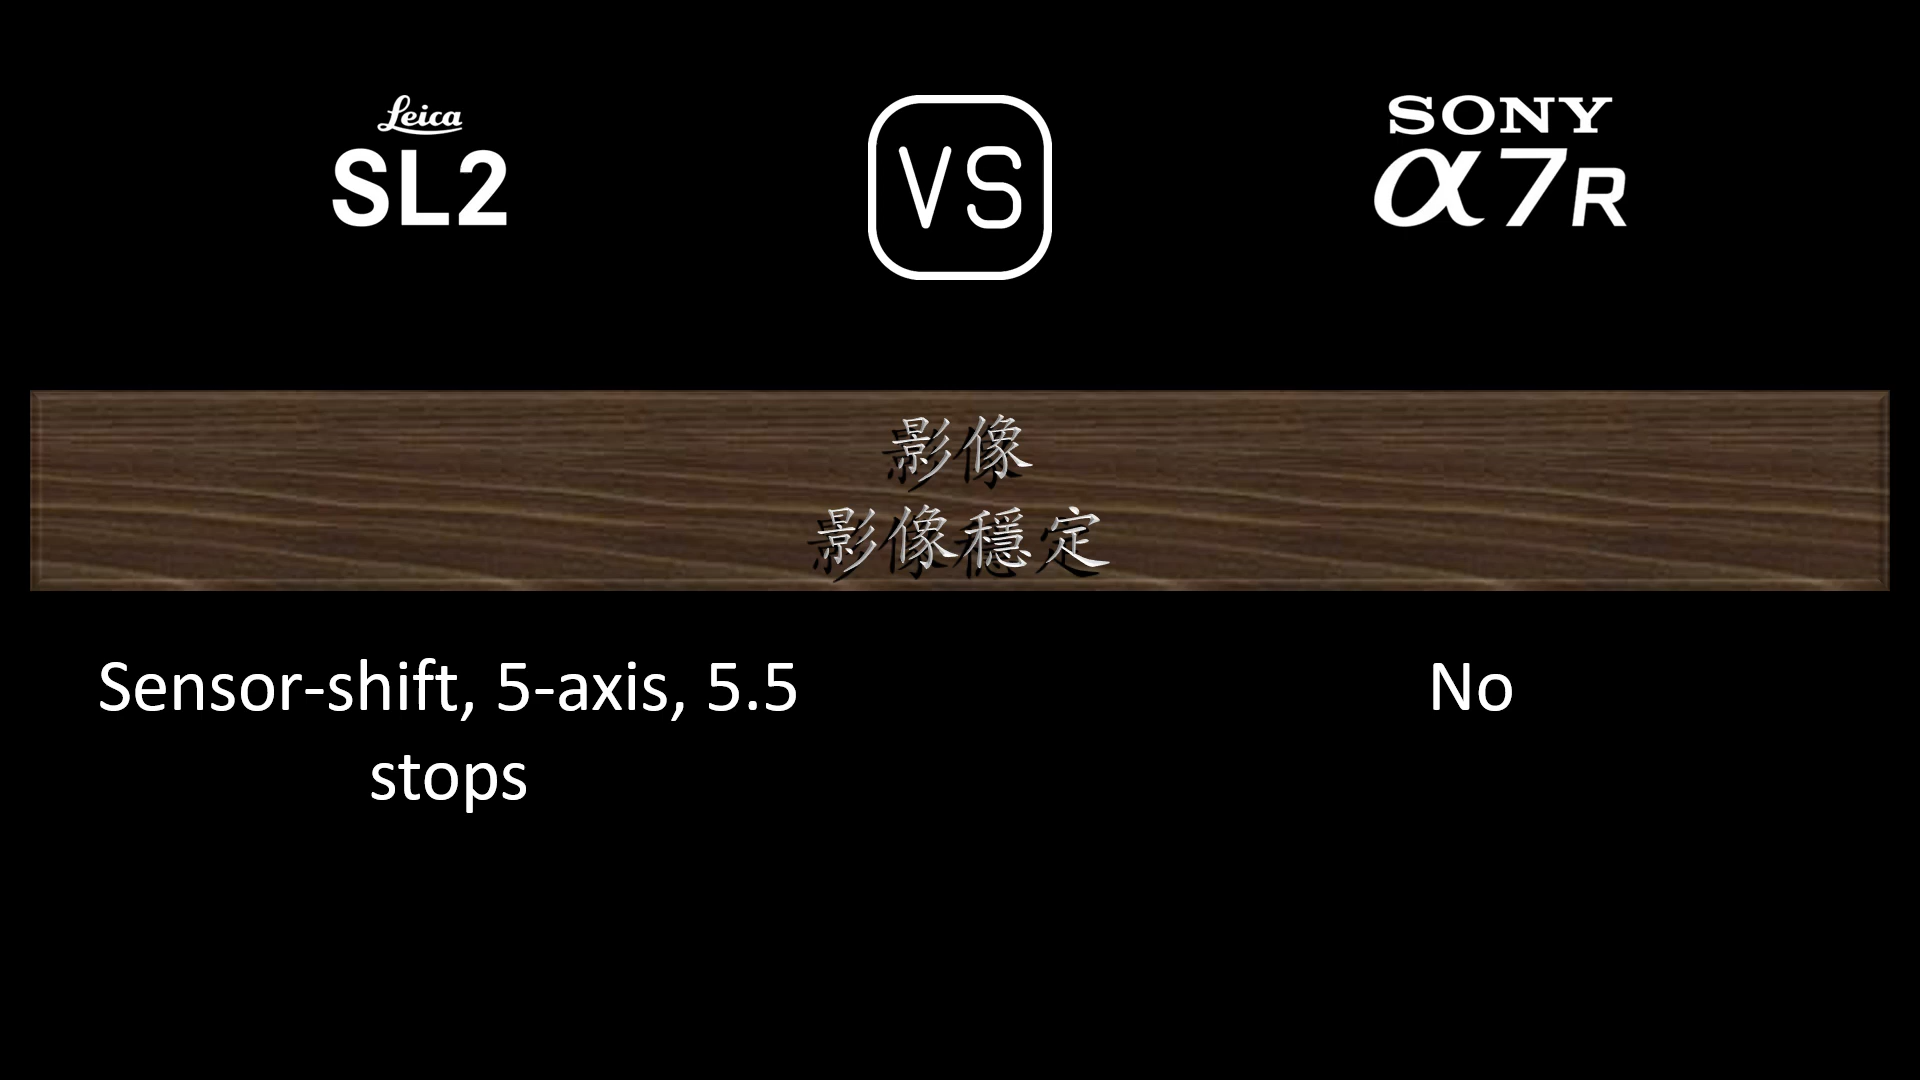 Leica
SL2
VS
SONY
α7R
影像
影像穩定
Sensor-shift, 5-axis, 5.5
stops
No